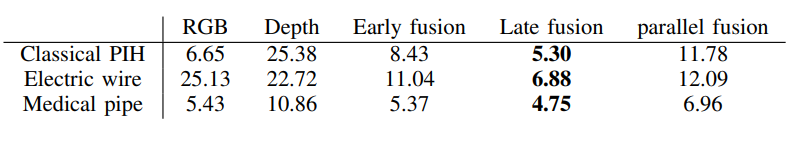 RGB Depth Early fusion Late fusion parallel fusion
Classical PIH 6.65 25.38 8.43 5.30 11.78
Electric wire 25.13 22.72 11.04 6.88 12.09
Medical pipe 5.43 10.86 5.37 4.75 6.96